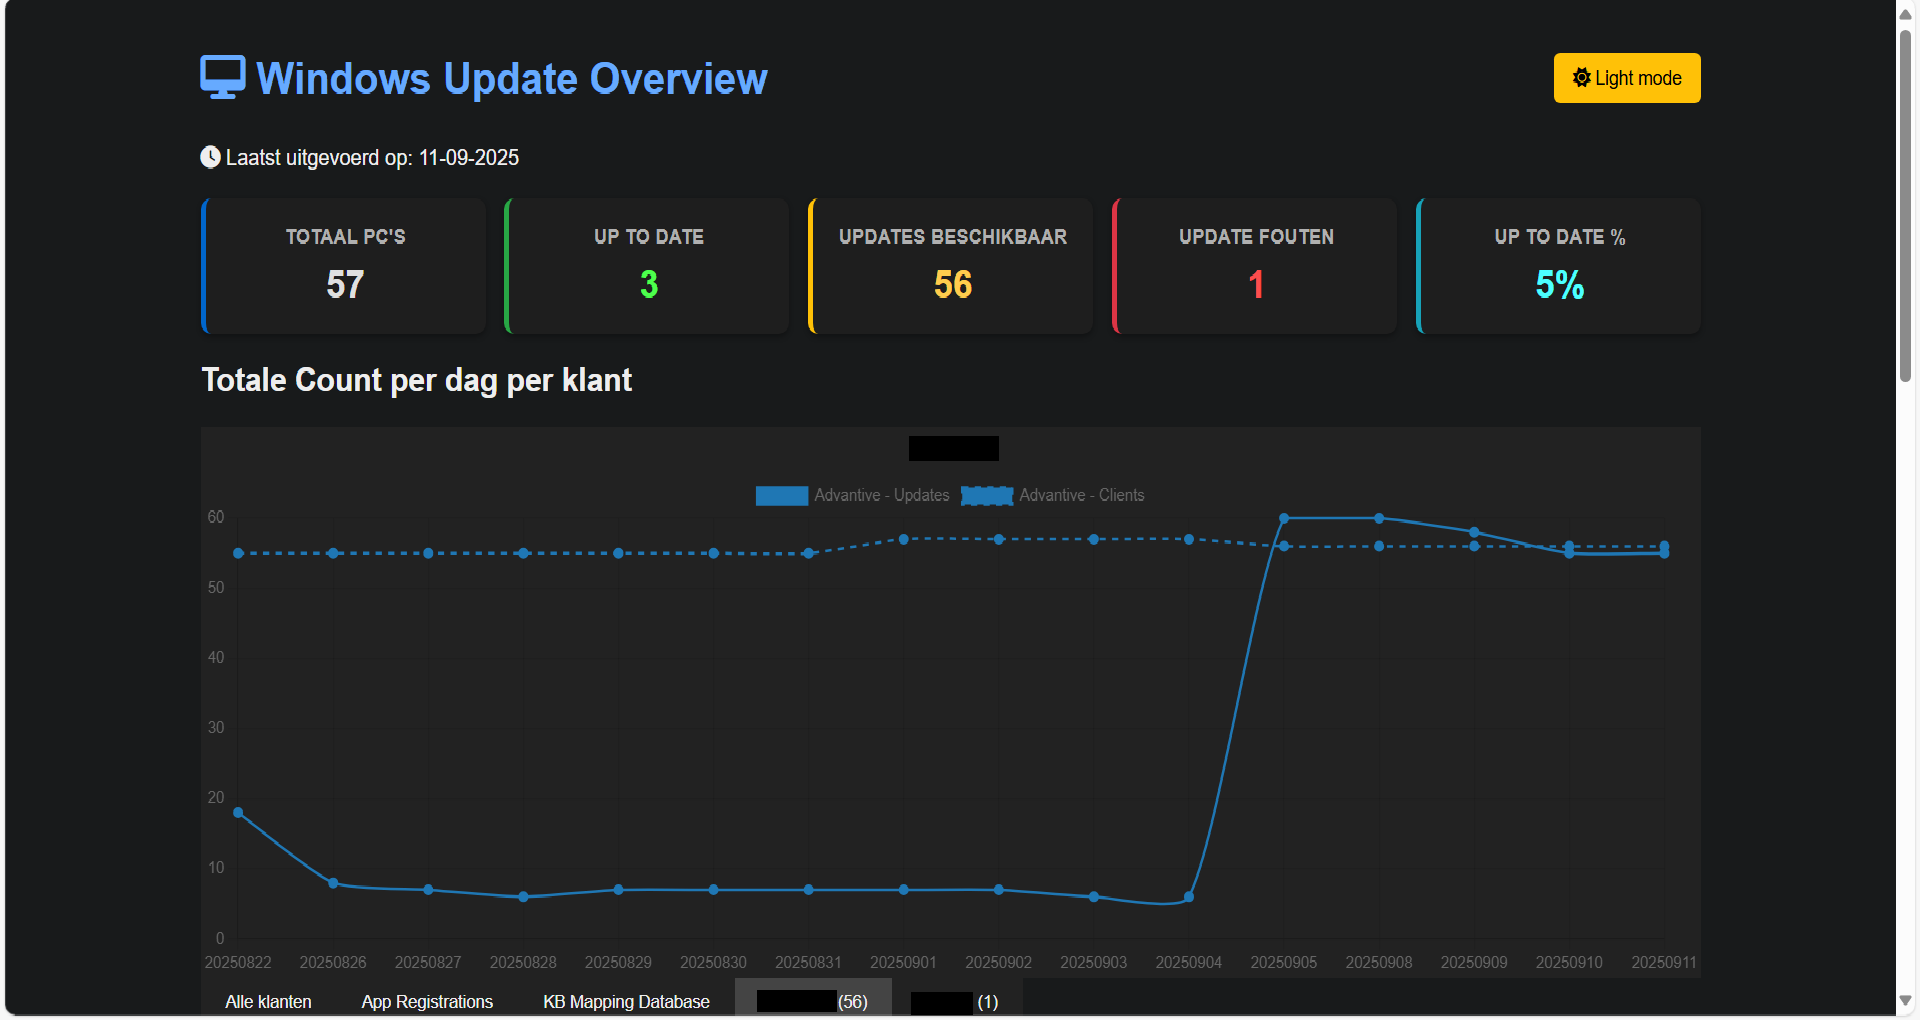 Windows Update Overview
Light mode
Laatst uitgevoerd op: 11-09-2025
TOTAAL PC'S
57
UP TO DATE
3
UPDATES BESCHIKBAAR
56
UPDATE FOUTEN
1
UP TO DATE %
5%
Totale Count per dag per klant
Advantive - Updates Advantive - Clients
60
50
40
30
20
10
0
20250822 20250826 20250827 20250828 20250829 20250830 20250831 20250901 20250902 20250903 20250904 20250905 20250908 20250909 20250910 20250911
Alle klanten App Registrations KB Mapping Database (56) (1)